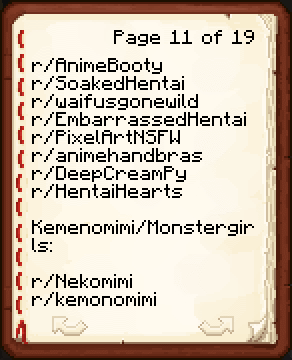 Page 11 of 19
r/AnimeBooty
r/SoakedHentai
r/waifusgonewild
r/EmbarrassedHentai
r/PixelArtNSFW
r/animehandbras
r/DeepCreamPy
r/HentaiHearts
Kemenomimi/Monstergir
ls:
r/Nekomimi
r/kemonomimi